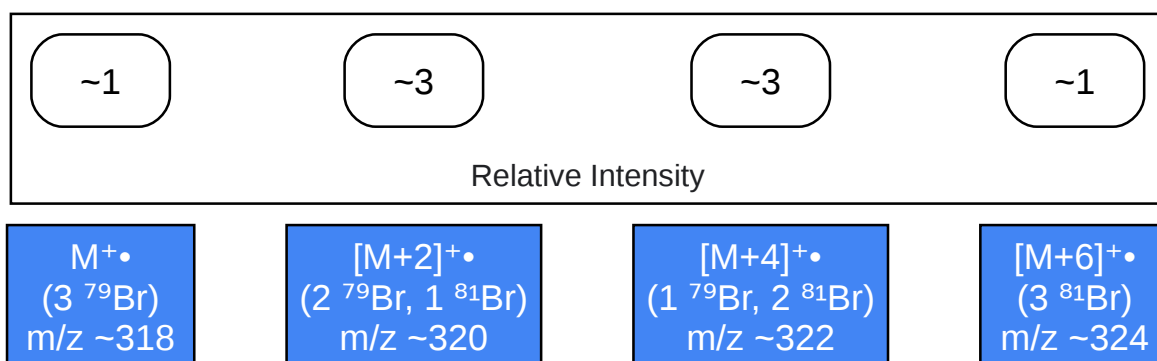 ~1
~3
~3
~1
Relative Intensity
M⁺•
(3 ⁷⁹Br)
m/z ~318
[M+2]⁺•
(2 ⁷⁹Br, 1 ⁸¹Br)
m/z ~320
[M+4]⁺•
(1 ⁷⁹Br, 2 ⁸¹Br)
m/z ~322
[M+6]⁺•
(3 ⁸¹Br)
m/z ~324